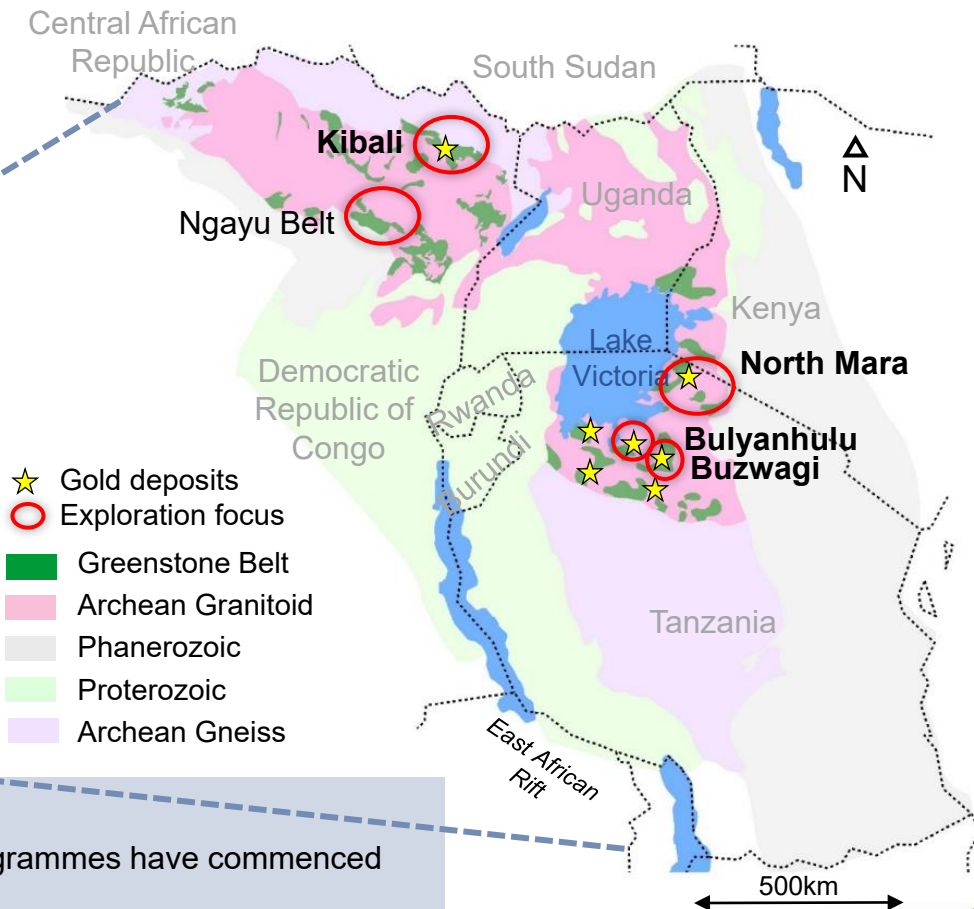 Central African
Republic
South Sudan
Kibali
N
Uganda
Ngayu Belt
Kenya
Lake
Victoria
North Mara
Democratic
Republic of
Congo
Rwanda
Burundi
Bulyanhulu
Buzwagi
Gold deposits
Exploration focus
Greenstone Belt
Archean Granitoid
Phanerozoic
Proterozoic
Archean Gneiss
Tanzania
East African
Rift
grammes have commenced
500km